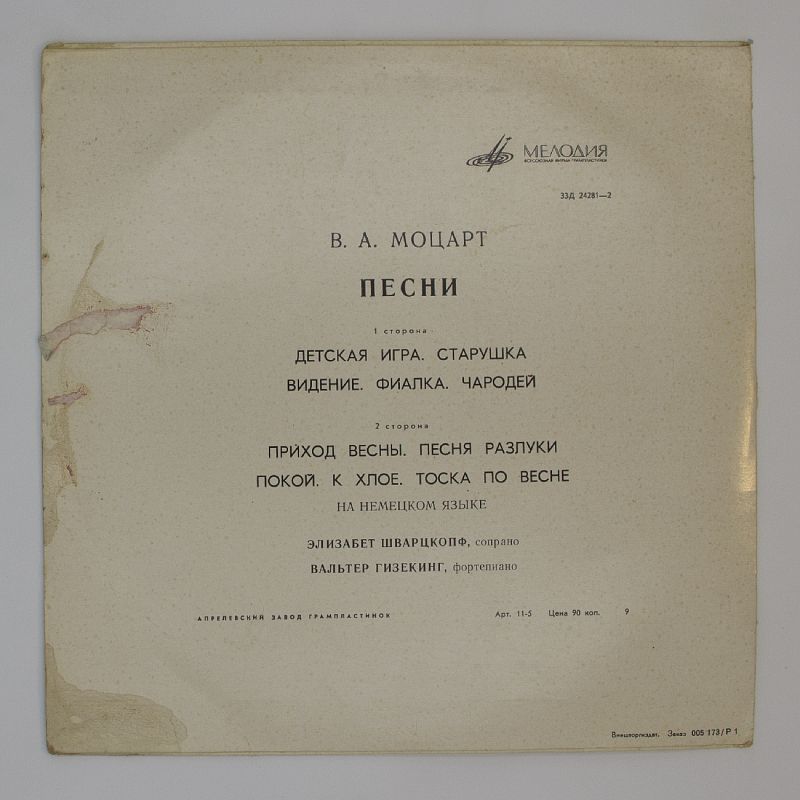 МЕЛОДИЯ
ВСЕСОЮЗНАЯ ФИРМА ГРАМПЛАСТИНОК
33Д 24281—2
В. А. МОЦАРТ
ПЕСНИ
1 сторона
ДЕТСКАЯ ИГРА. СТАРУШКА
ВИДЕНИЕ. ФИАЛКА. ЧАРОДЕЙ
2 сторона
ПРИХОД ВЕСНЫ. ПЕСНЯ РАЗЛУКИ
ПОКОЙ. К ХЛОЕ. ТОСКА ПО ВЕСНЕ
НА НЕМЕЦКОМ ЯЗЫКЕ
ЭЛИЗАБЕТ ШВАРЦКОПФ, сопрано
ВАЛЬТЕР ГИЗЕКИНГ, фортепиано
АПРЕЛЕВСКИЙ ЗАВОД ГРАМПЛАСТИНОК Арт. 11-5 Цена 90 коп. 9
Внешторгиздат. Заказ 005 173/Р 1